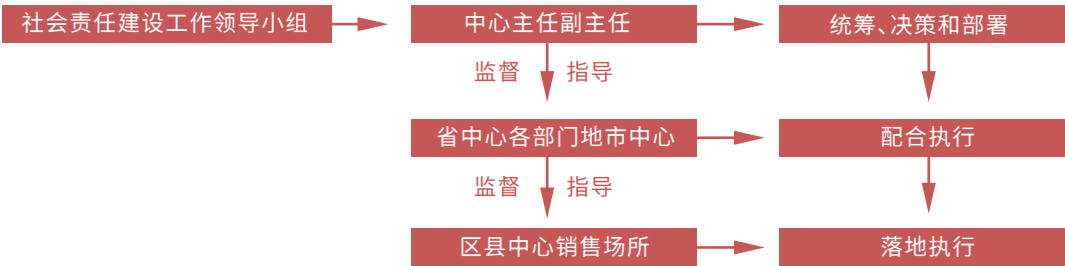 社会责任建设工作领导小组
中心主任副主任
统筹、决策和部署
监督 指导
省中心各部门地市中心
配合执行
监督 指导
区县中心销售场所
落地执行